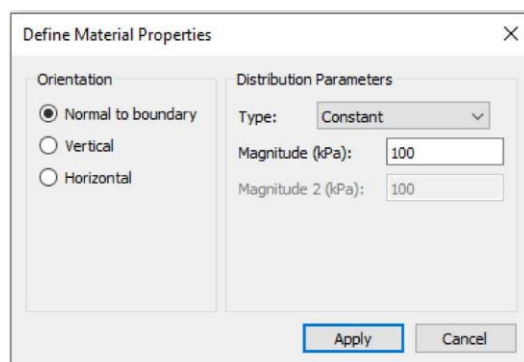 Define Material Properties
Orientation
Normal to boundary
Vertical
Horizontal
Distribution Parameters
Type: Constant
Magnitude (kPa): 100
Magnitude 2 (kPa): 100
Apply Cancel